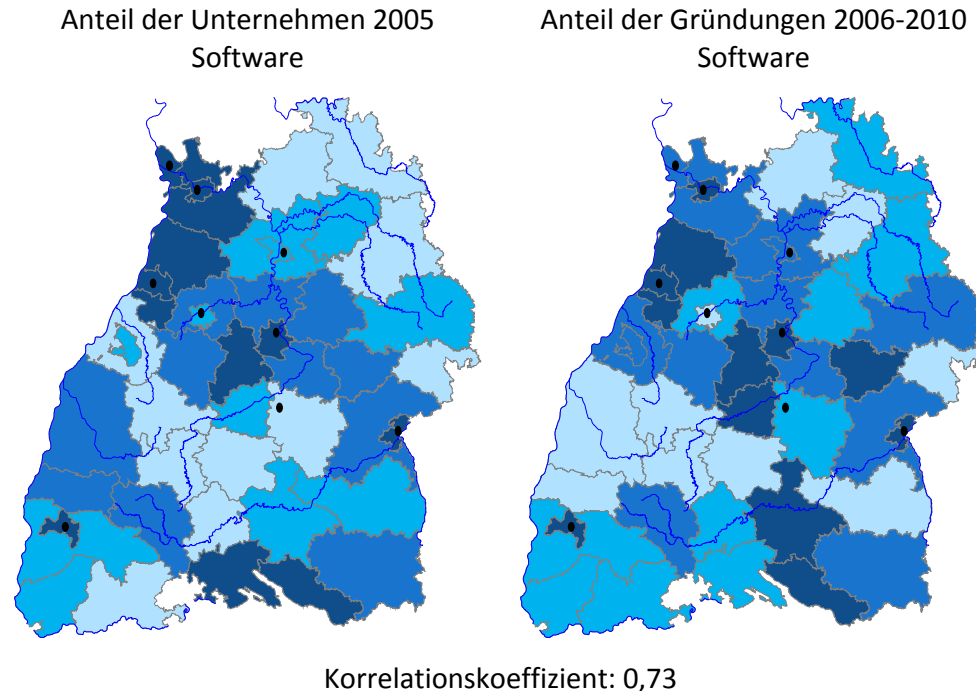 Anteil der Unternehmen 2005
Software
Anteil der Gründungen 2006-2010
Software
Korrelationskoeffizient: 0,73